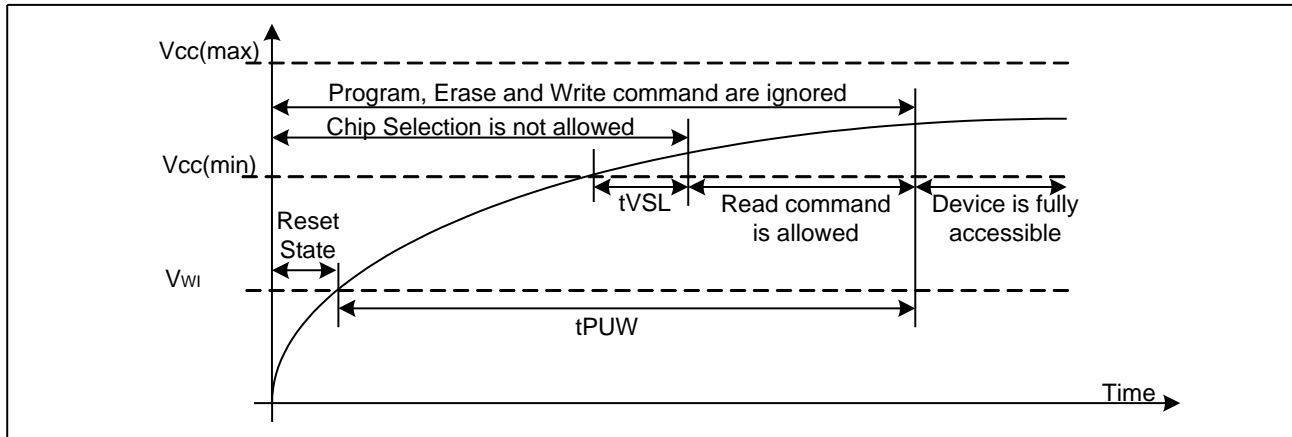 Vcc(max)
Program, Erase and Write command are ignored
Chip Selection is not allowed
Vcc(min)
tVSL
Read command
is allowed
Device is fully
accessible
Reset
State
VWI
tPUW
Time